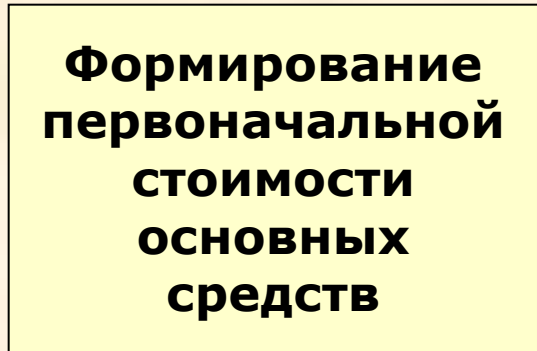 Формирование
первоначальной
стоимости
основных
средств